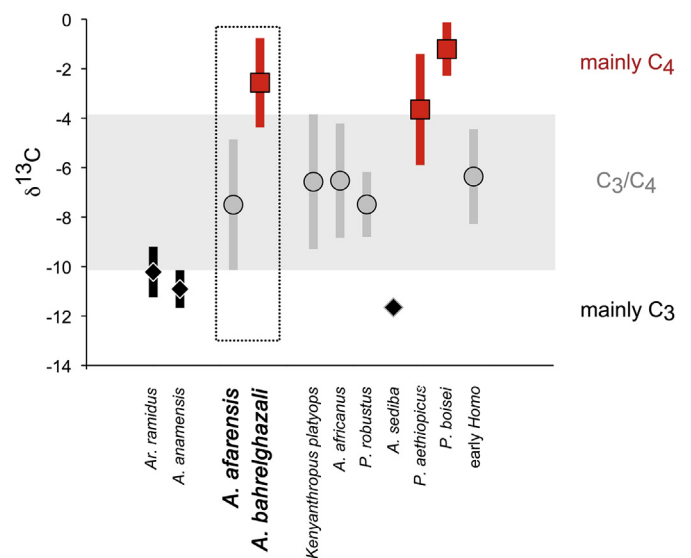 0
-2
-4
-6
-8
-10
-12
-14
δ13C
mainly C4
C3/C4
mainly C3
Ar. ramidus
A. anamensis
A. afarensis
A. bahrelghazali
Kenyanthropus platyops
A. africanus
P. robustus
A. sediba
P. aethiopicus
P. boisei
early Homo